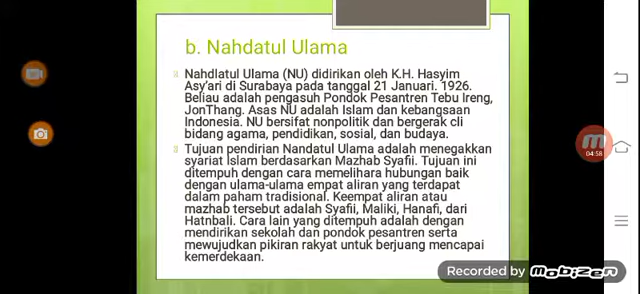 b. Nahdatul Ulama
Nahdlatul Ulama (NU) didirikan oleh K.H. Hasyim
Asy'ari di Surabaya pada tanggal 21 Januari. 1926.
Beliau adalah pengasuh Pondok Pesantren Tebu Ireng,
JonThang. Asas NU adalah Islam dan kebangsaan
Indonesia. NU bersifat nonpolitik dan bergerak cli
bidang agama, pendidikan, sosial, dan budaya.
Tujuan pendirian Nandatul Ulama adalah menegakkan
syariat Islam berdasarkan Mazhab Syafii. Tujuan ini
ditempuh dengan cara memelihara hubungan baik
dengan ulama-ulama empat aliran yang terdapat
dalam paham tradisional. Keempat aliran atau
mazhab tersebut adalah Syafii, Maliki, Hanafi, dari
Hatnbali. Cara lain yang ditempuh adalah dengan
mendirikan sekolah dan pondok pesantren serta
mewujudkan pikiran rakyat untuk berjuang mencapai
kemerdekaan.
04:58
Recorded by mobizen